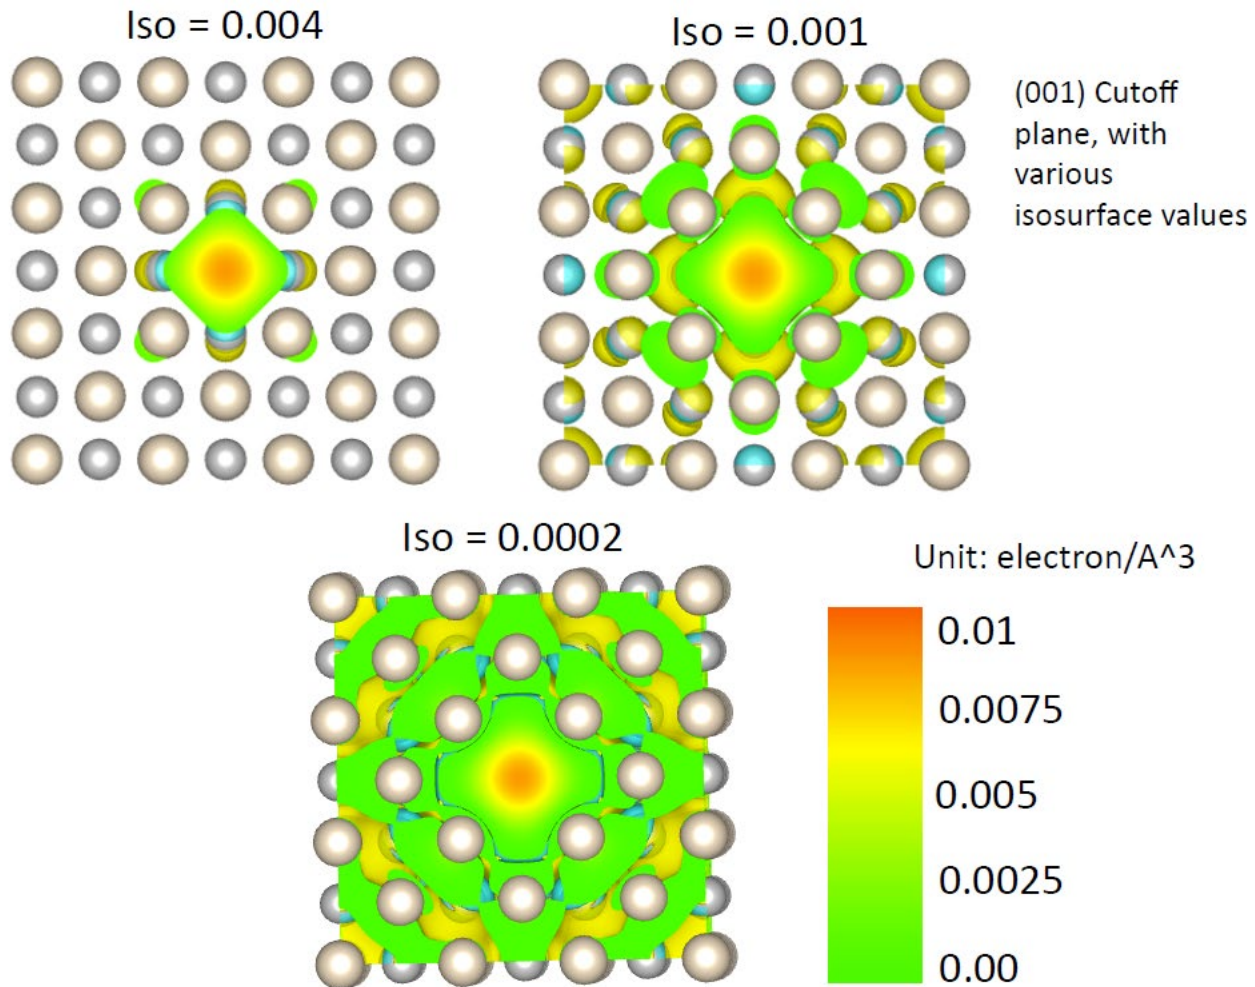 Iso = 0.004
Iso = 0.001
(001) Cutoff
plane, with
various
isosurface values
Iso = 0.0002
Unit: electron/A^3
0.01
0.0075
0.005
0.0025
0.00